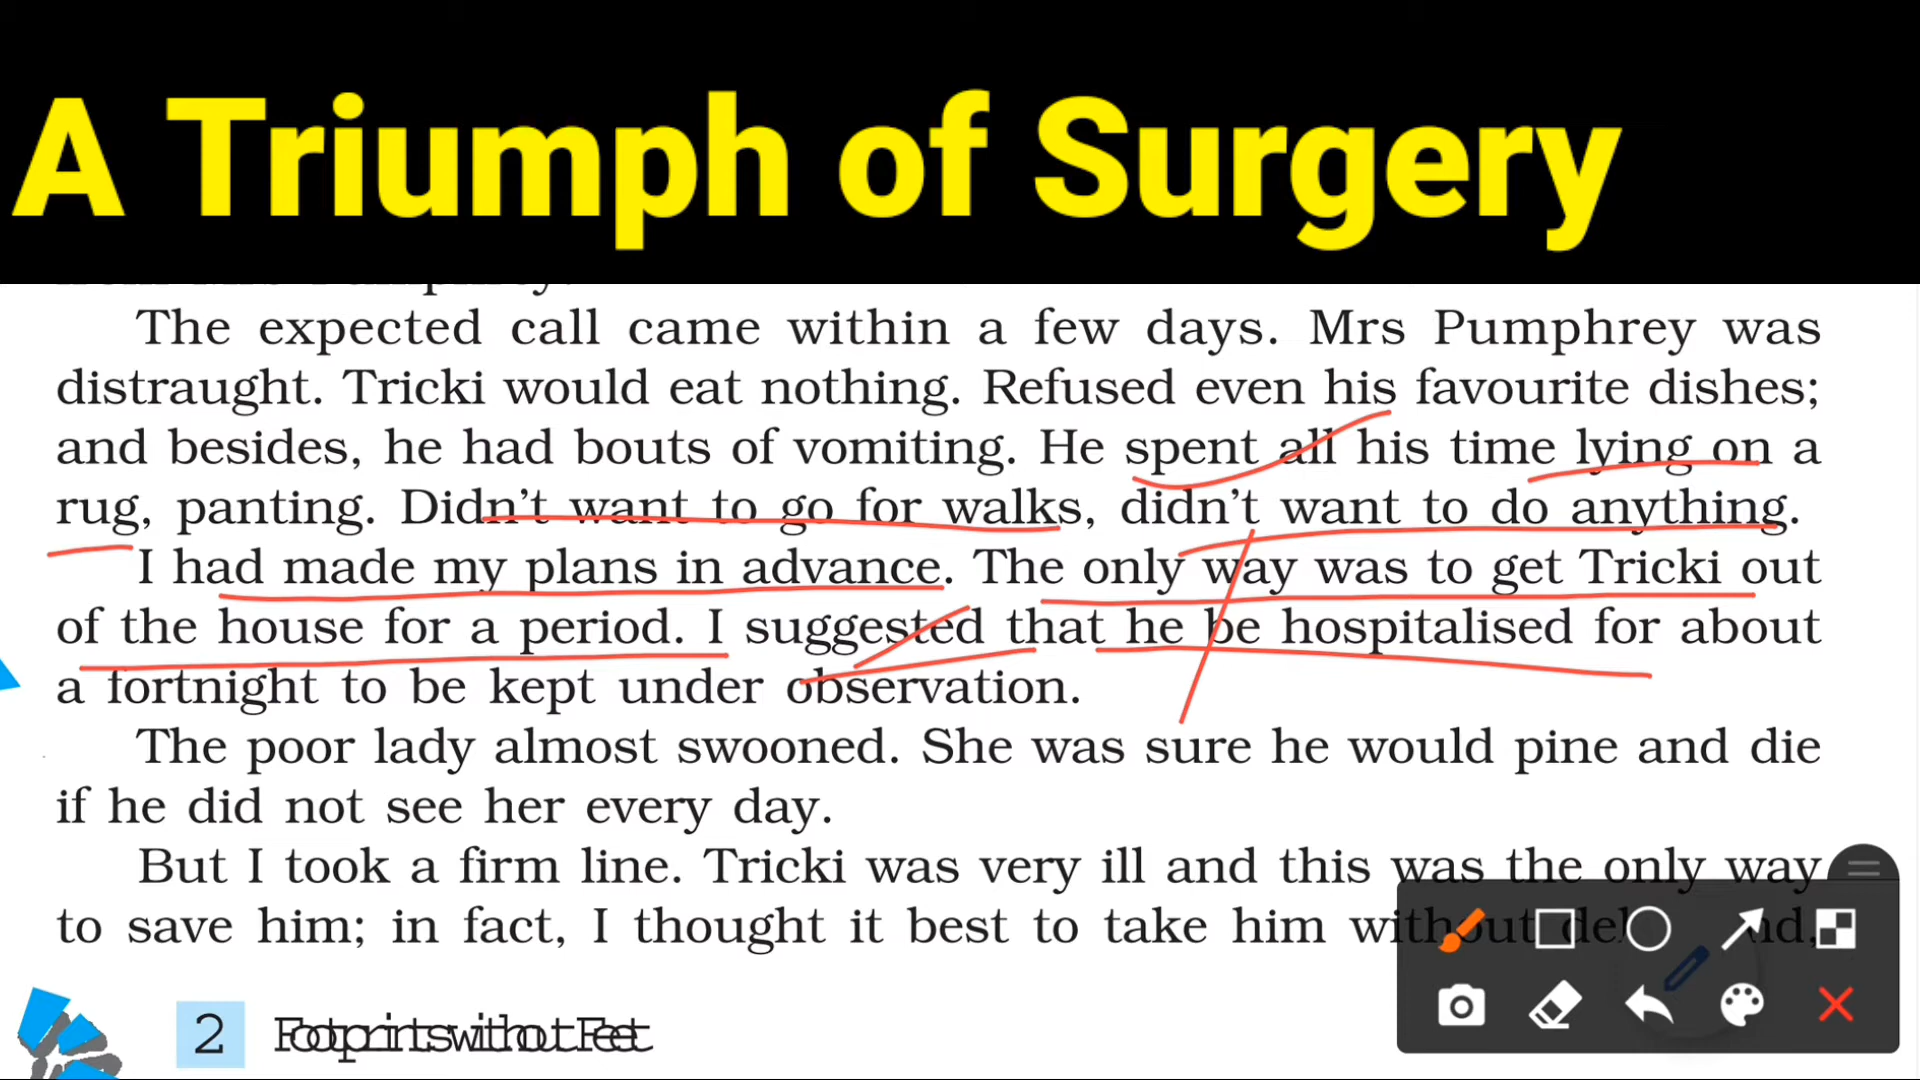 A Triumph of Surgery
The expected call came within a few days. Mrs Pumphrey was
distraught. Tricki would eat nothing. Refused even his favourite dishes;
and besides, he had bouts of vomiting. He spent all his time lying on a
rug, panting. Didn't want to go for walks, didn't want to do anything.
I had made my plans in advance. The only way was to get Tricki out
of the house for a period. I suggested that he be hospitalised for about
a fortnight to be kept under observation.
The poor lady almost swooned. She was sure he would pine and die
if he did not see her every day.
But I took a firm line. Tricki was very ill and this was the only way
to save him; in fact, I thought it best to take him without
2 Footprints without Feet